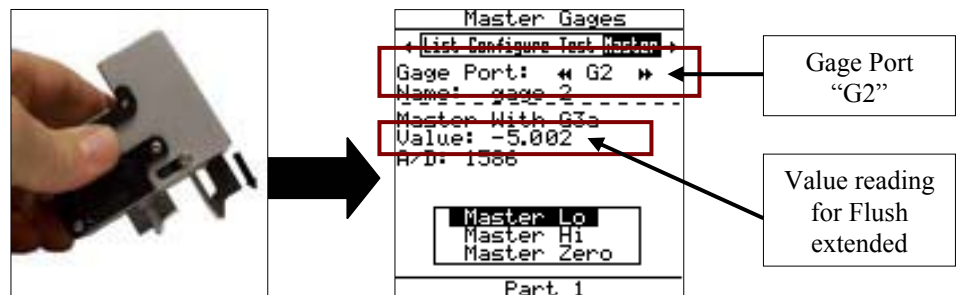 Master Gages
List Configure Test Master
Gage Port: G2
Name: gage 2
Master With G3a
Value: -5.002
A/D: 1586
Master Lo
Master Hi
Master Zero
Part 1
Gage Port
“G2”
Value reading
for Flush
extended